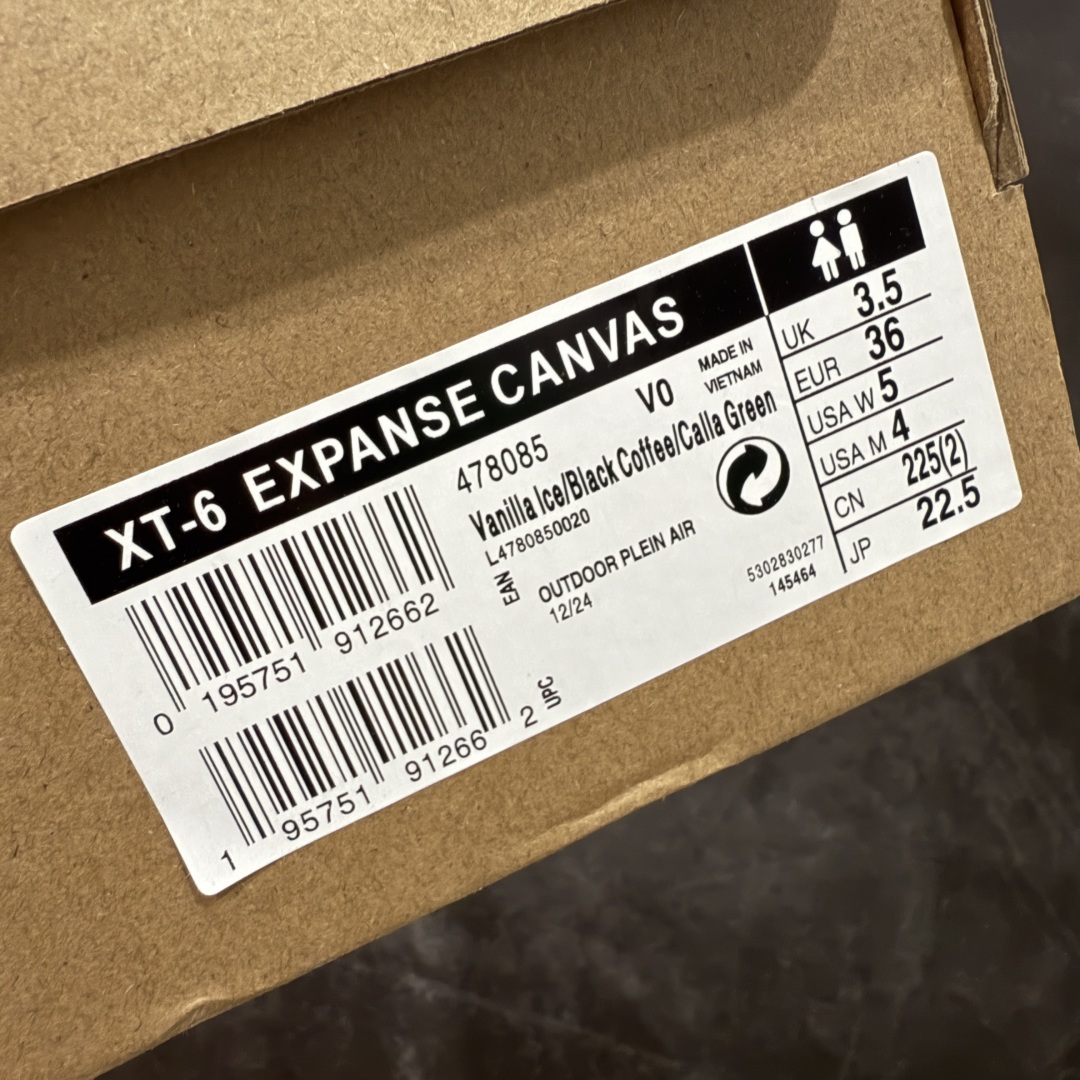 XT-6 EXPANSE CANVAS
478085
V0
MADE IN
VIETNAM
Vanilla Ice/Black Coffee/Calla Green
L4780850020
EAN
OUTDOOR PLEIN AIR
12/24
5302830277
145464
0 195751 912662
1 95751 91266 2
UPC
UK 3.5
EUR 36
USA W 5
USA M 4
CN 225(2)
JP 22.5